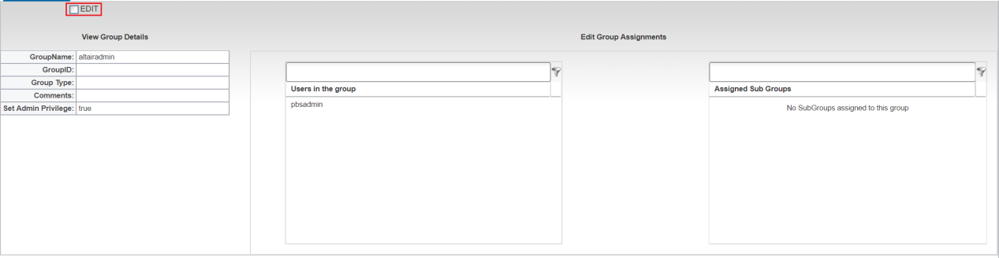 EDIT
View Group Details
Edit Group Assignments
GroupName: altairadmin
GroupID:
Group Type:
Comments:
Set Admin Privilege: true
Users in the group
pbsadmin
Assigned Sub Groups
No SubGroups assigned to this group